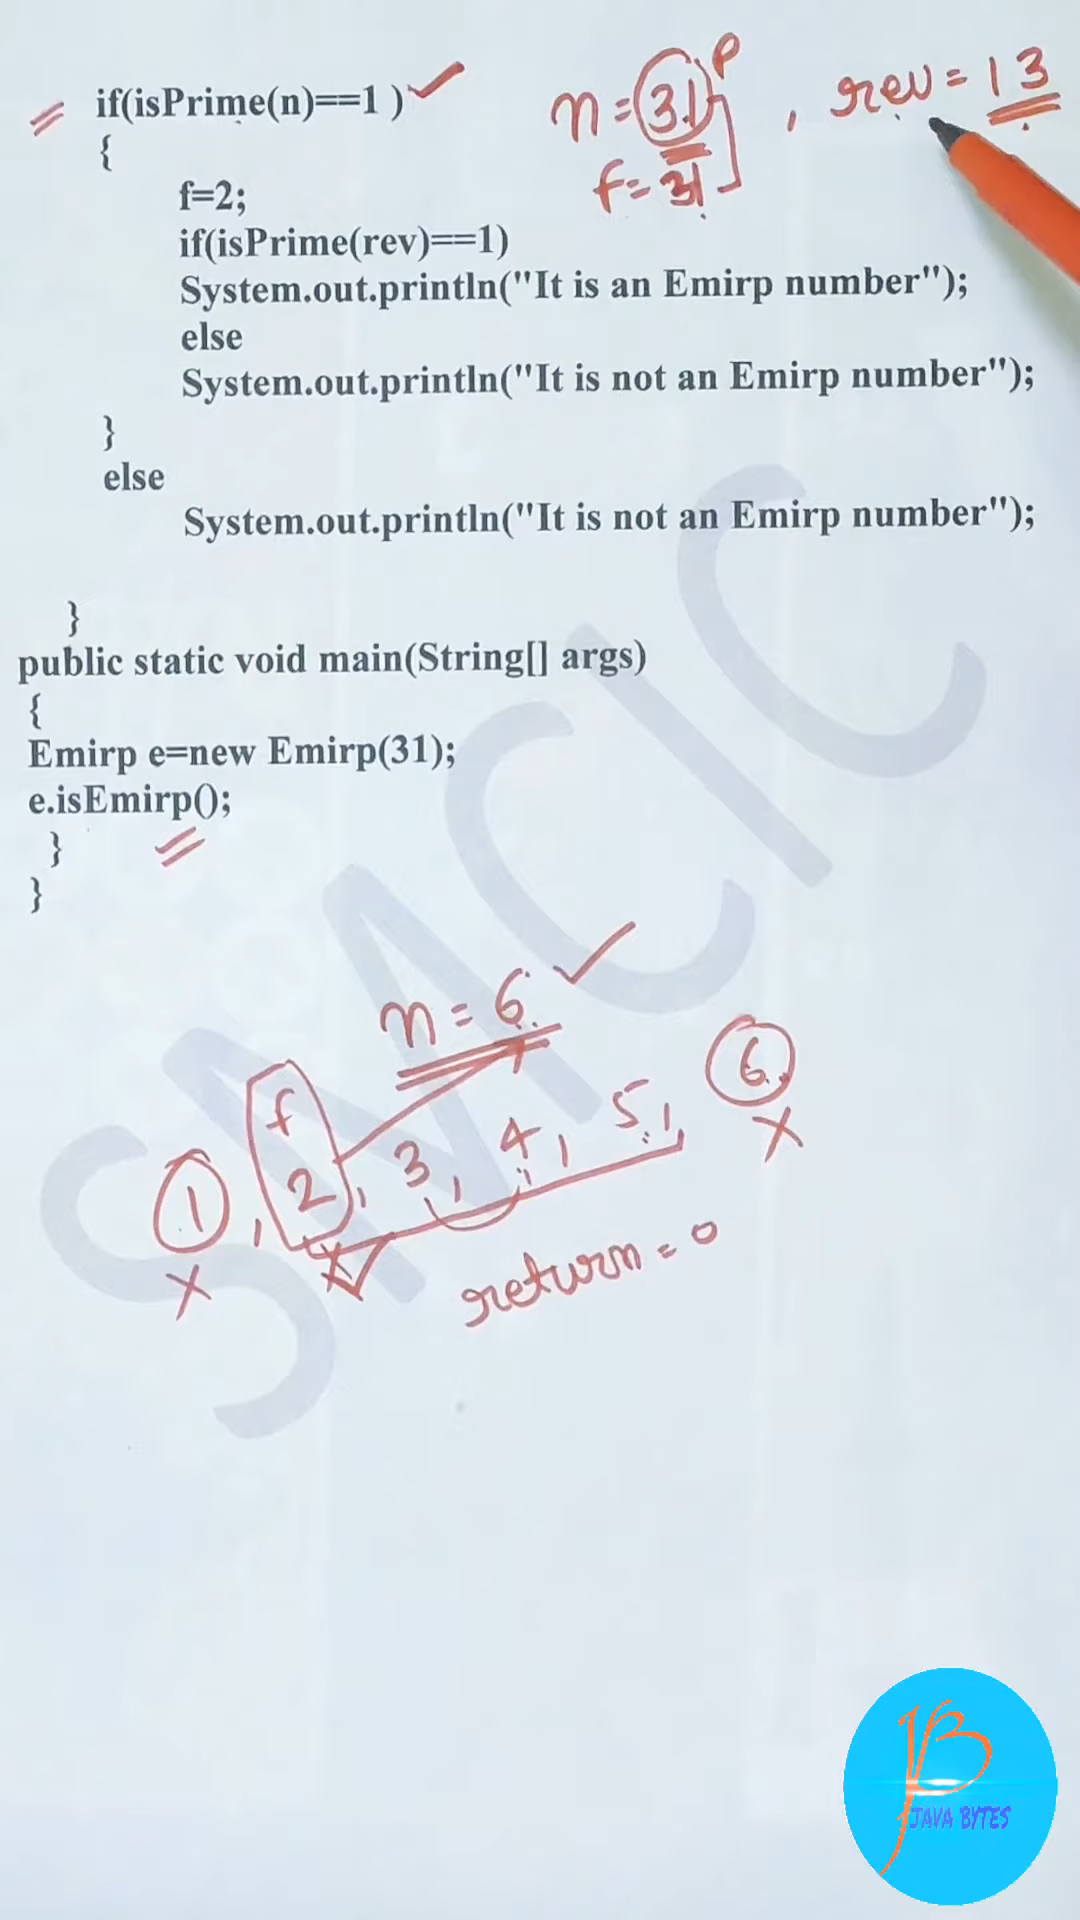 if(isPrime(n)==1 )
n = 31 P , rev = 13
{
f = 31
f=2;
if(isPrime(rev)==1)
System.out.println("It is an Emirp number");
else
System.out.println("It is not an Emirp number");
}
else
System.out.println("It is not an Emirp number");
}
public static void main(String[] args)
{
Emirp e=new Emirp(31);
e.isEmirp();
}
}
SMCIC
n = 6
f
1, 2, 3, 4, 5, 6
return = 0
JB
JAVA BYTES